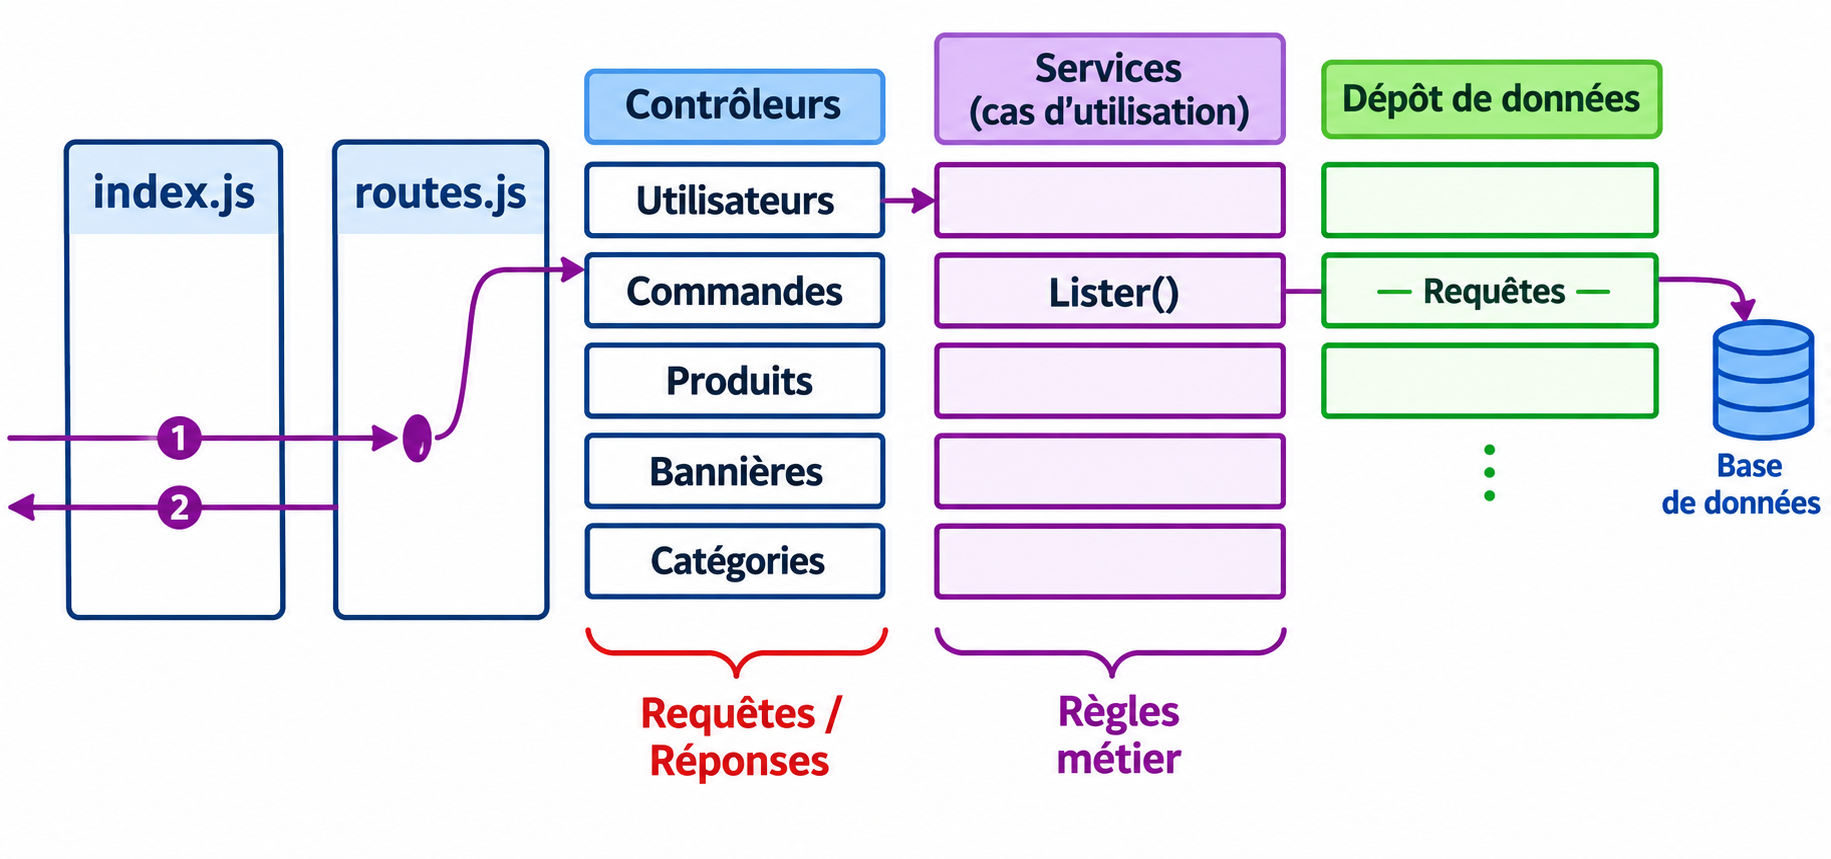 index.js
routes.js
Contrôleurs
Utilisateurs
Commandes
Produits
Bannières
Catégories
Requêtes /
Réponses
Services
(cas d'utilisation)
Lister()
Règles
métier
Dépôt de données
— Requêtes —
Base
de données
1
2